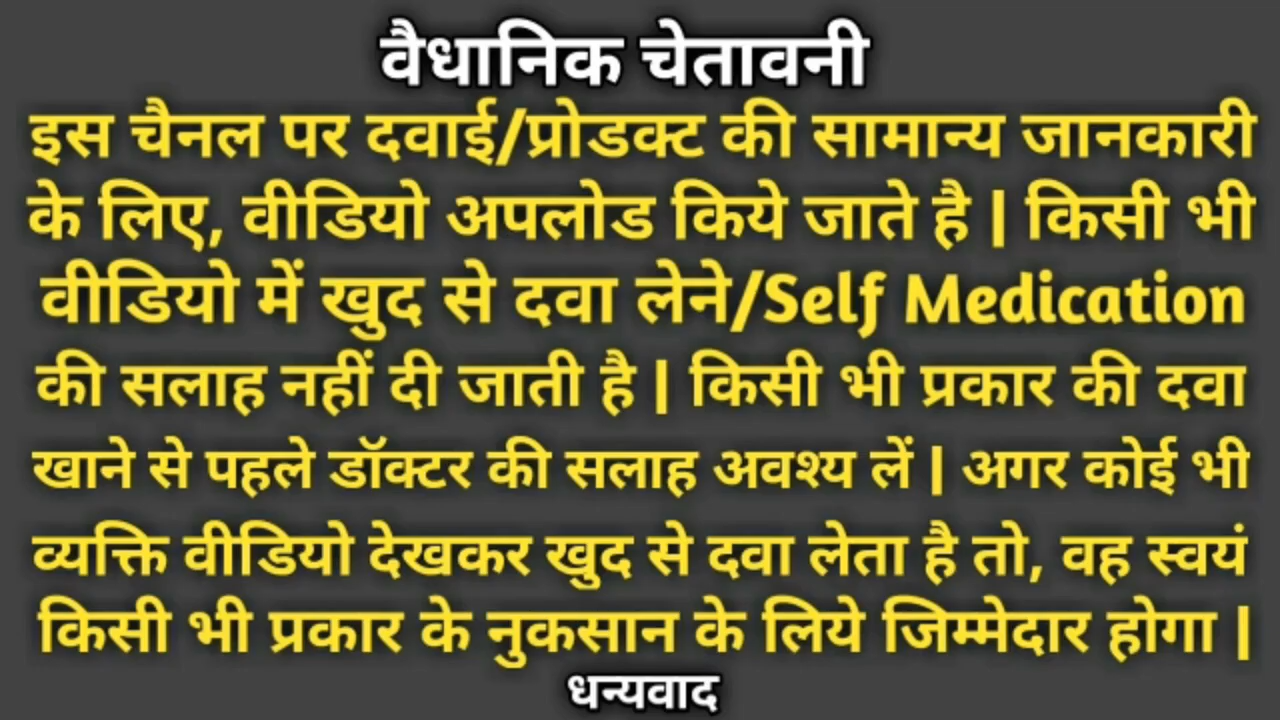 वैधानिक चेतावनी
इस चैनल पर दवाई/प्रोडक्ट की सामान्य जानकारी
के लिए, वीडियो अपलोड किये जाते है | किसी भी
वीडियो में खुद से दवा लेने/Self Medication
की सलाह नहीं दी जाती है | किसी भी प्रकार की दवा
खाने से पहले डॉक्टर की सलाह अवश्य लें | अगर कोई भी
व्यक्ति वीडियो देखकर खुद से दवा लेता है तो, वह स्वयं
किसी भी प्रकार के नुकसान के लिये जिम्मेदार होगा |
धन्यवाद